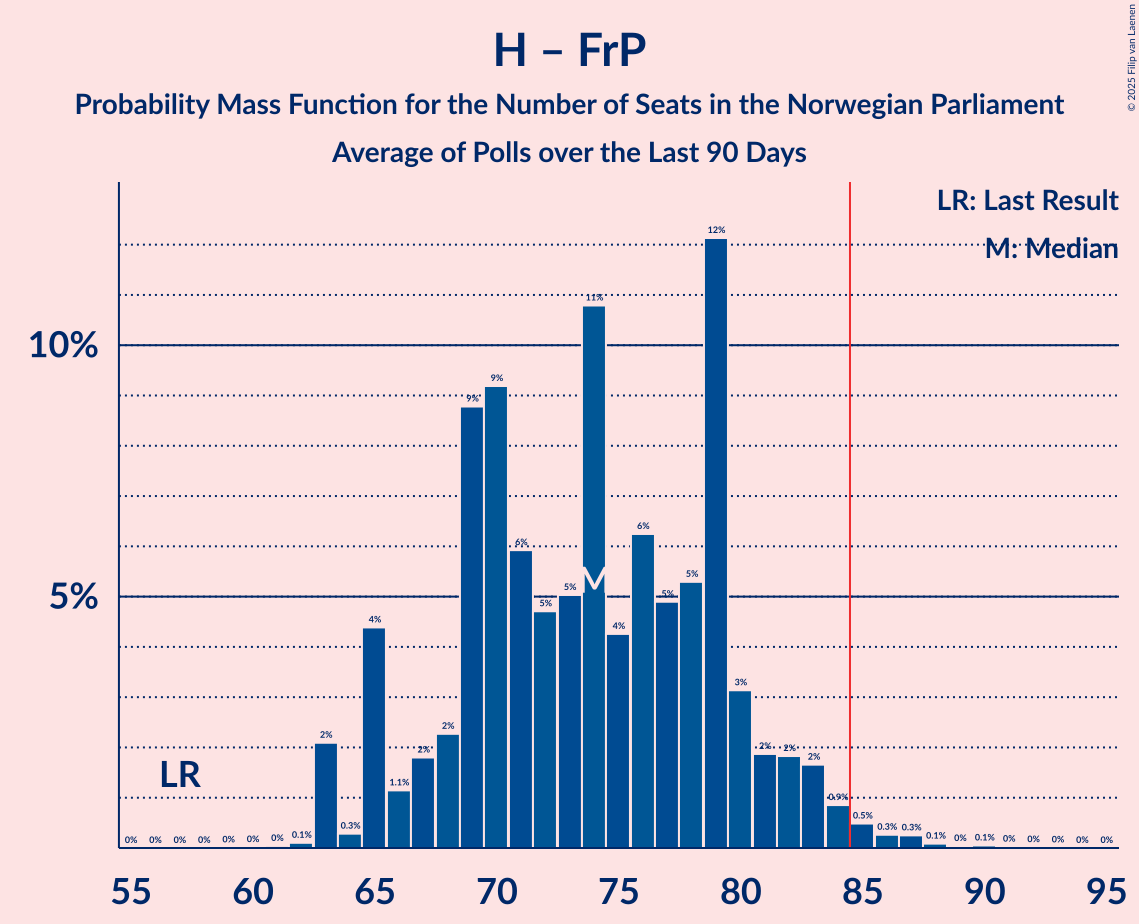 H – FrP
Probability Mass Function for the Number of Seats in the Norwegian Parliament
Average of Polls over the Last 90 Days
© 2025 Filip van Laenen
LR: Last Result
M: Median
10%
5%
LR
M
0% 0% 0% 0% 0% 0% 0% 0.1% 2% 0.3% 4% 1.1% 2% 2% 9% 9% 6% 5% 5% 11% 4% 6% 5% 5% 12% 3% 2% 2% 2% 0.9% 0.5% 0.3% 0.3% 0.1% 0% 0.1% 0% 0% 0% 0% 0%
55 60 65 70 75 80 85 90 95